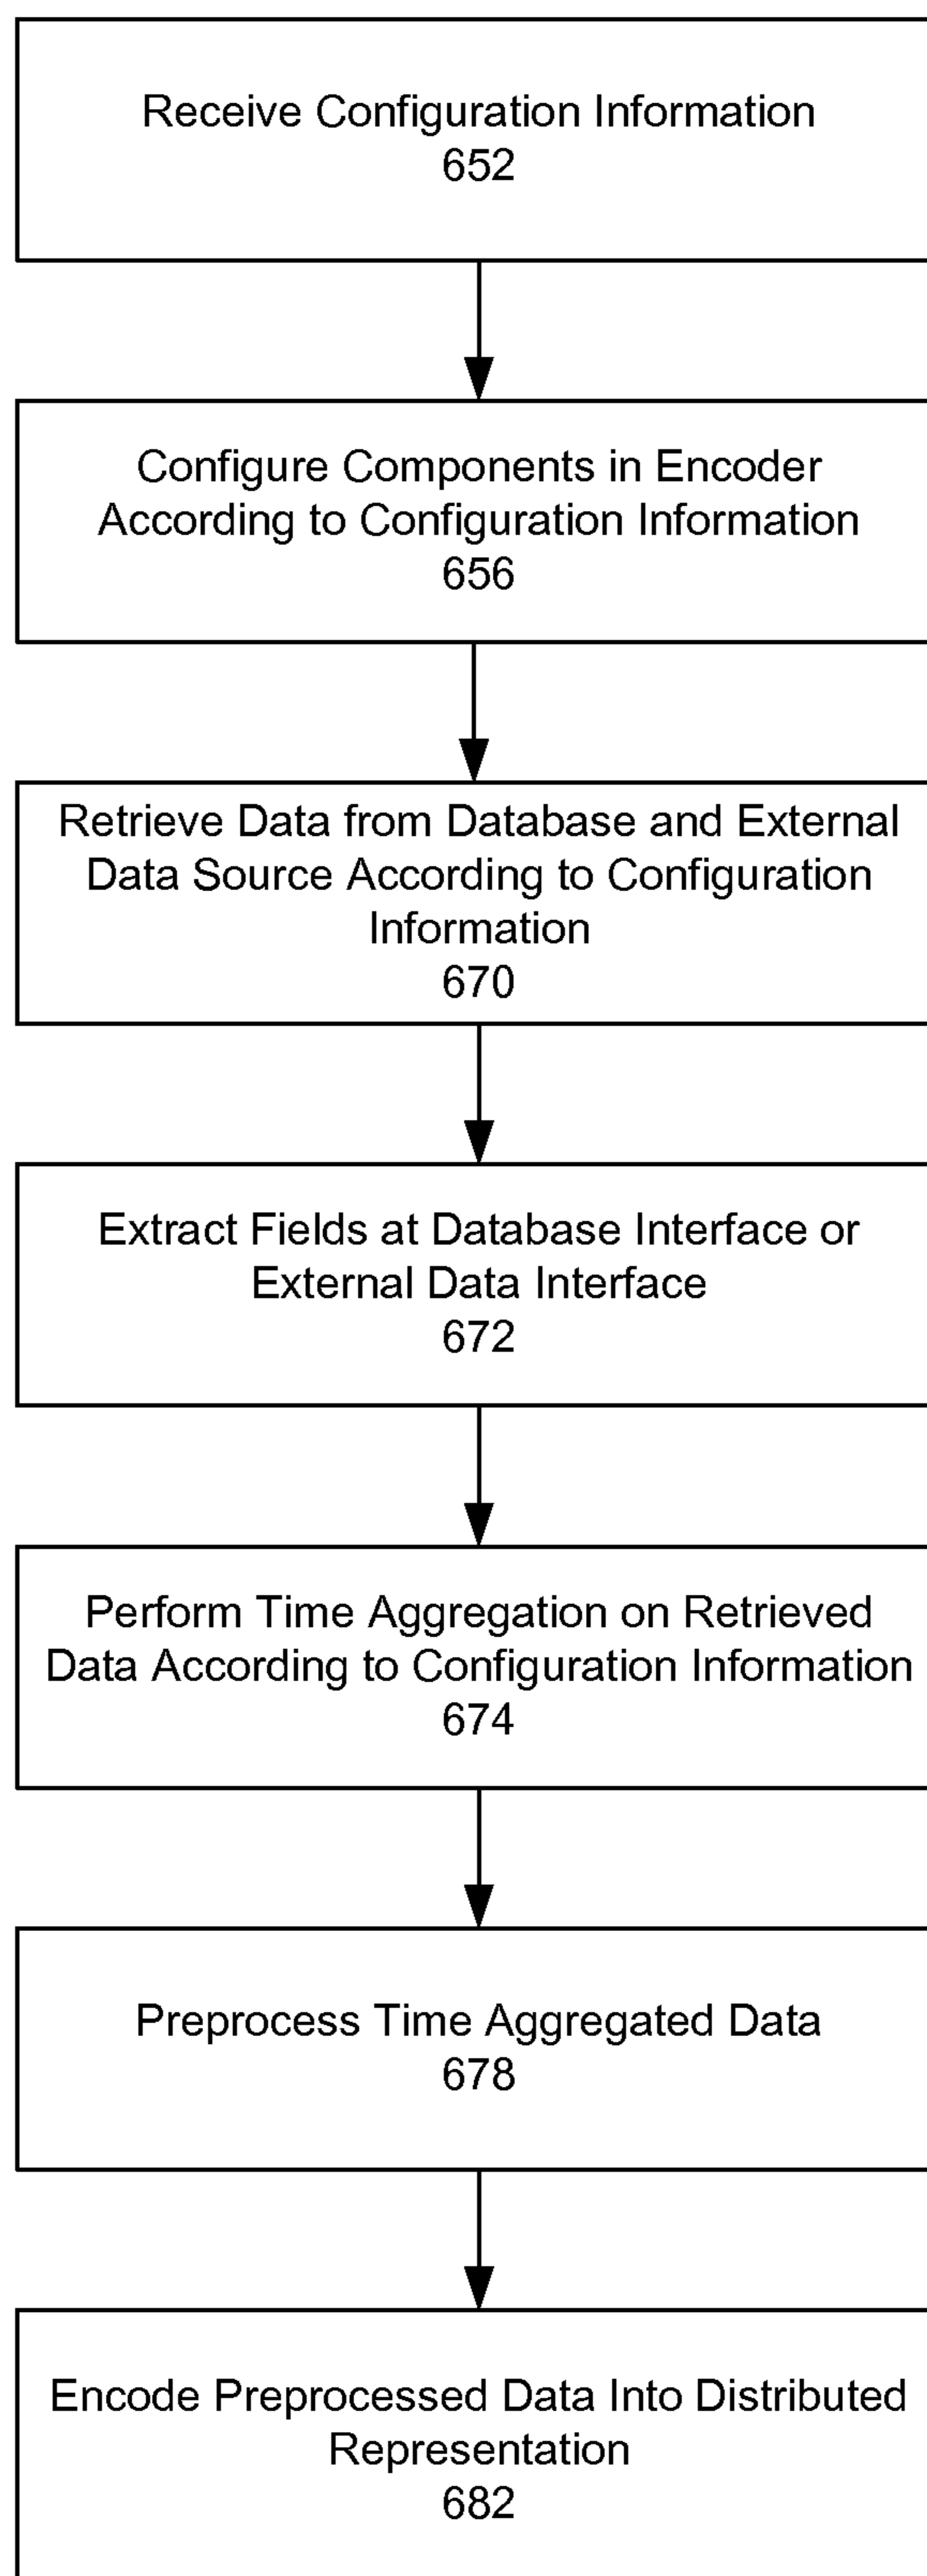 Receive Configuration Information
652
Configure Components in Encoder
According to Configuration Information
656
Retrieve Data from Database and External
Data Source According to Configuration
Information
670
Extract Fields at Database Interface or
External Data Interface
672
Perform Time Aggregation on Retrieved
Data According to Configuration Information
674
Preprocess Time Aggregated Data
678
Encode Preprocessed Data Into Distributed
Representation
682